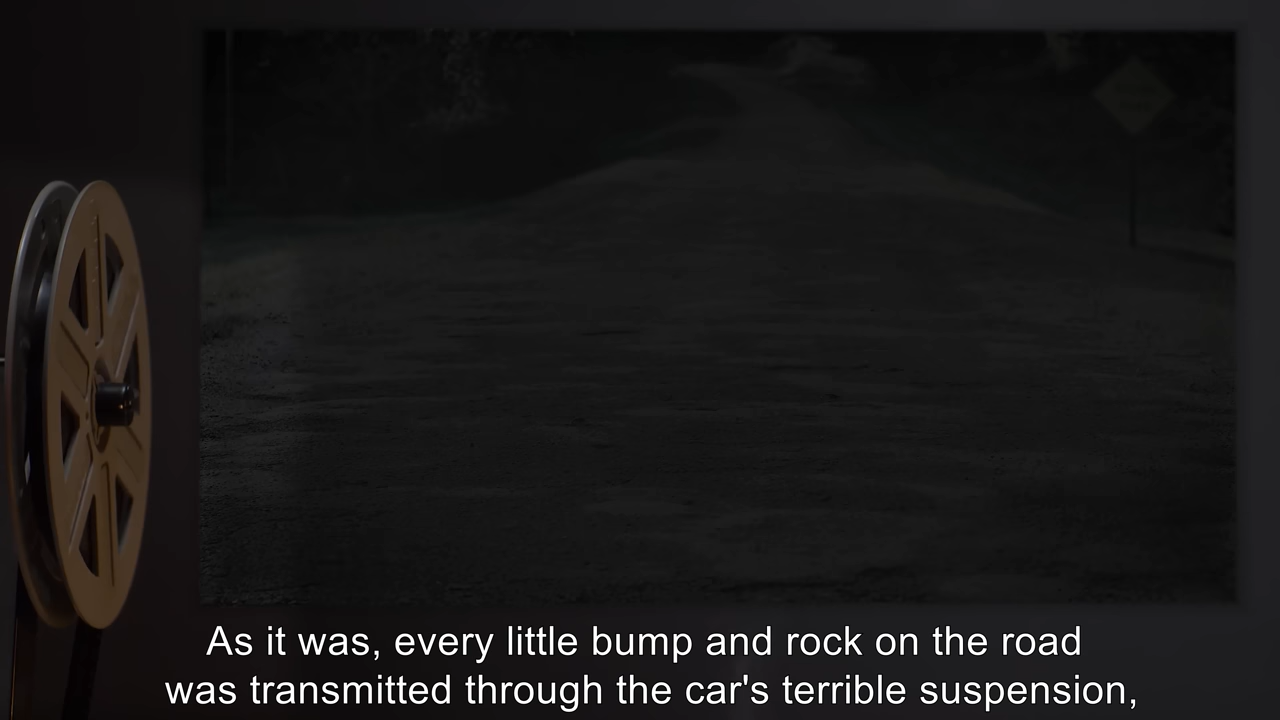 As it was, every little bump and rock on the road
was transmitted through the car's terrible suspension,